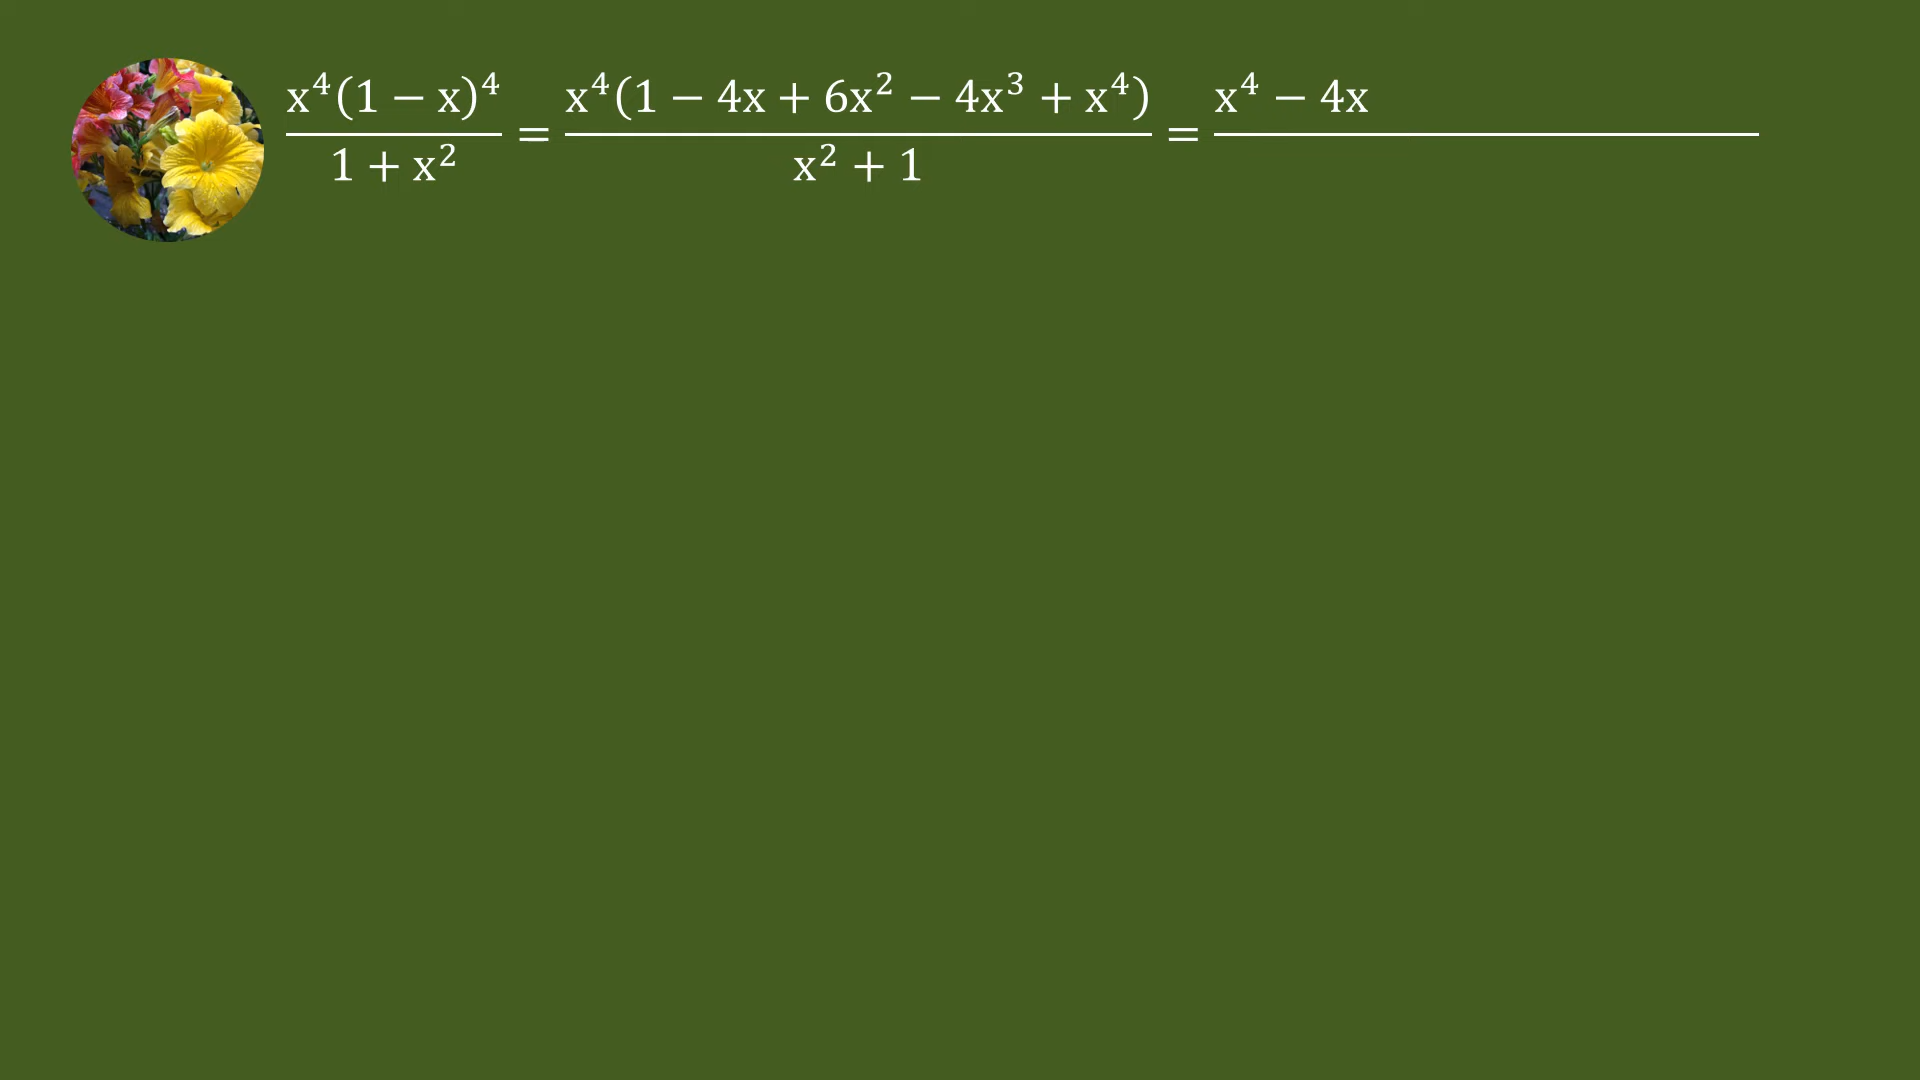 x⁴(1 − x)⁴ / 1 + x² = x⁴(1 − 4x + 6x² − 4x³ + x⁴) / x² + 1 = x⁴ − 4x